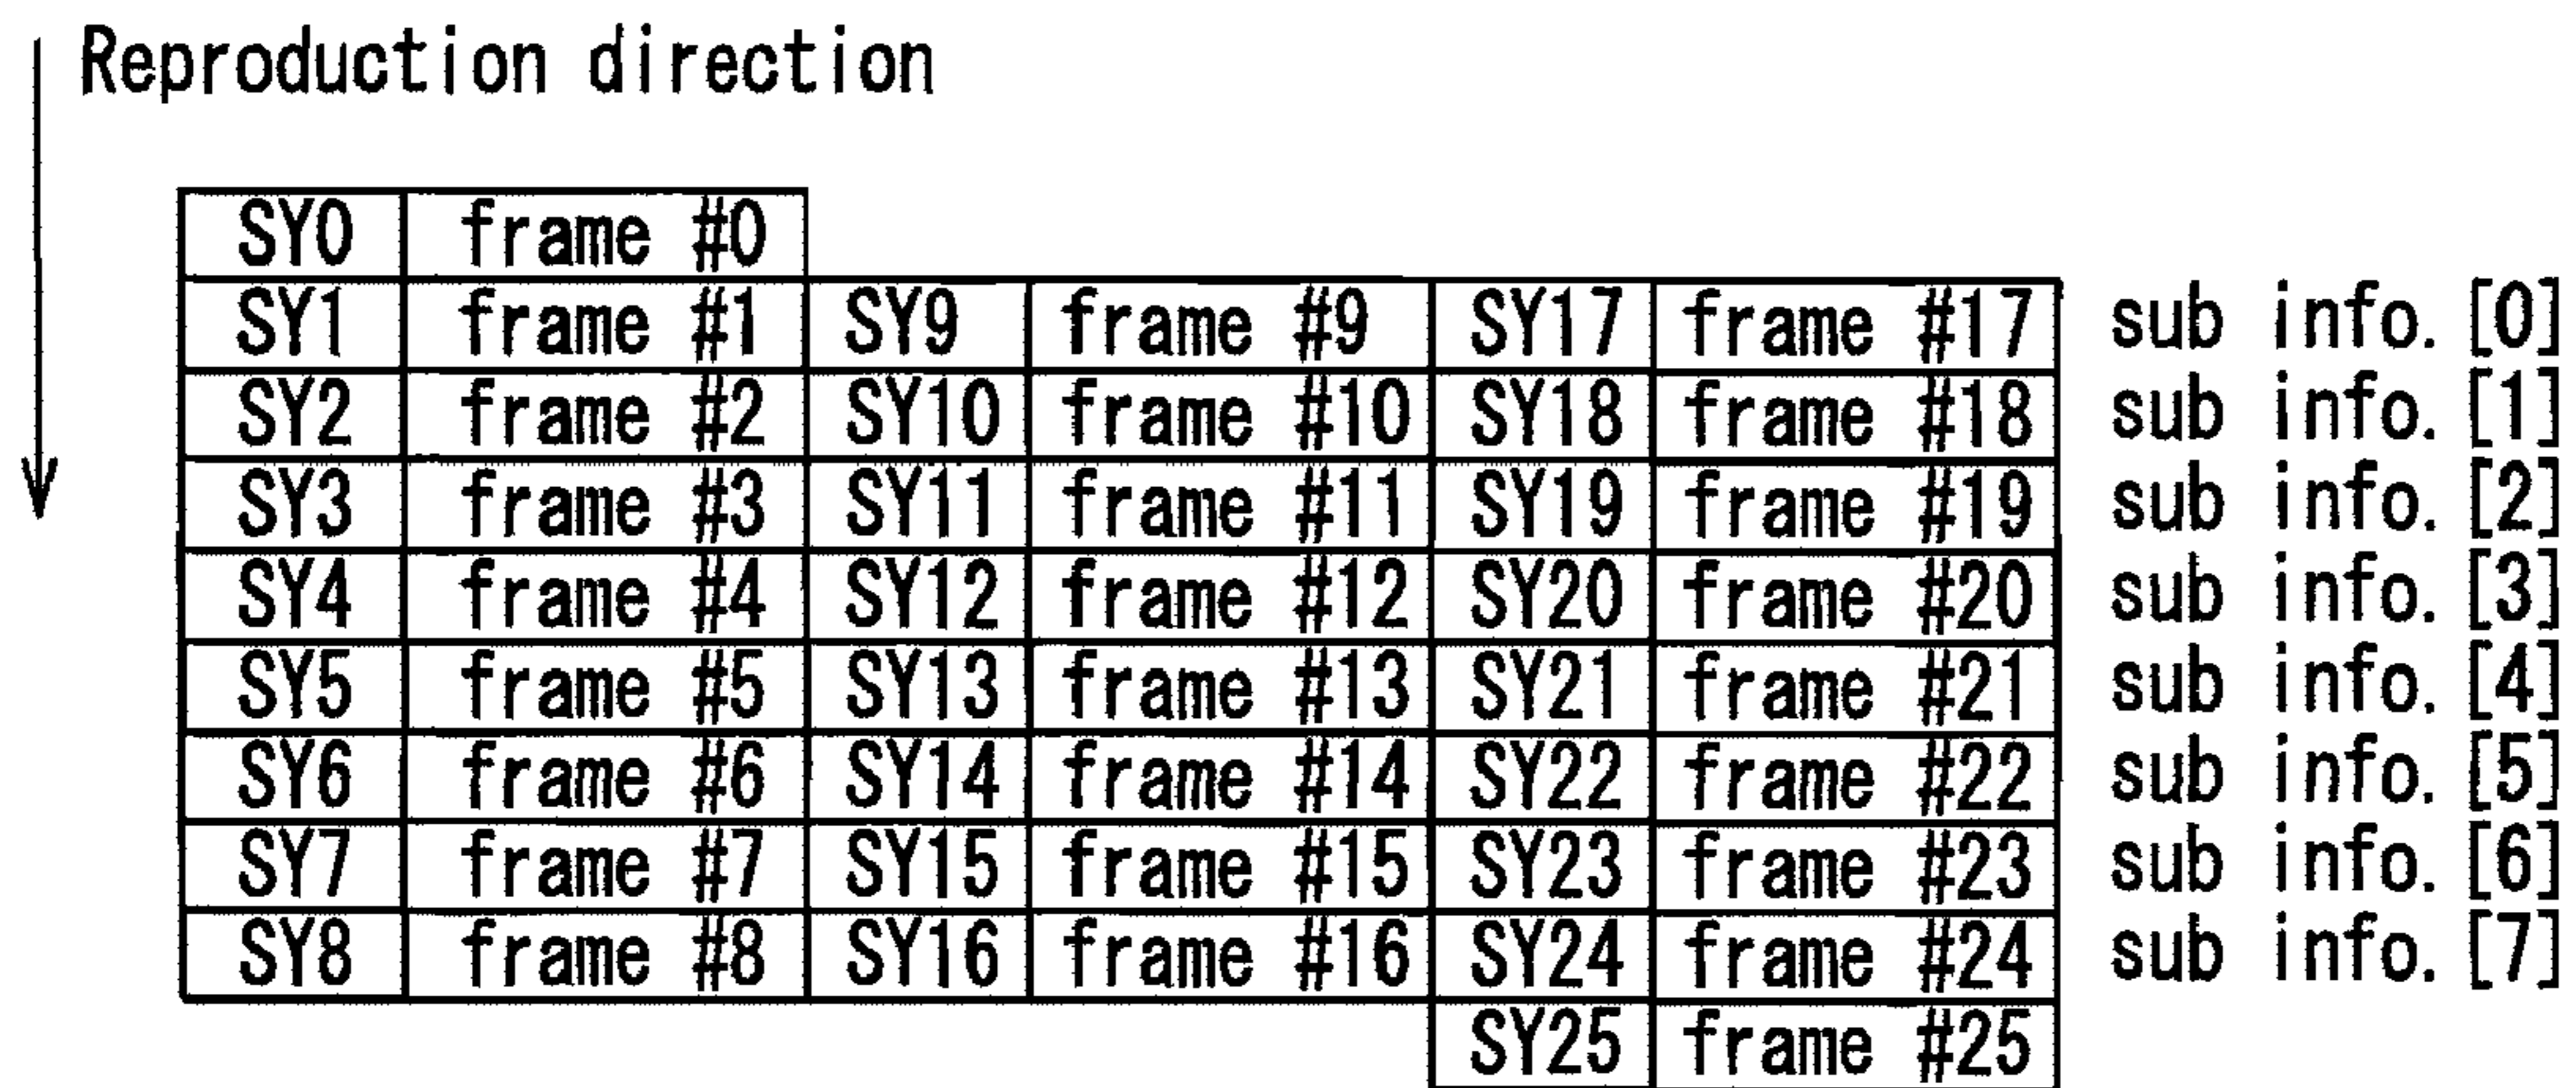 Reproduction direction
SY0 frame #0
SY1 frame #1 SY9 frame #9 SY17 frame #17 sub info.[0]
SY2 frame #2 SY10 frame #10 SY18 frame #18 sub info.[1]
SY3 frame #3 SY11 frame #11 SY19 frame #19 sub info.[2]
SY4 frame #4 SY12 frame #12 SY20 frame #20 sub info.[3]
SY5 frame #5 SY13 frame #13 SY21 frame #21 sub info.[4]
SY6 frame #6 SY14 frame #14 SY22 frame #22 sub info.[5]
SY7 frame #7 SY15 frame #15 SY23 frame #23 sub info.[6]
SY8 frame #8 SY16 frame #16 SY24 frame #24 sub info.[7]
SY25 frame #25